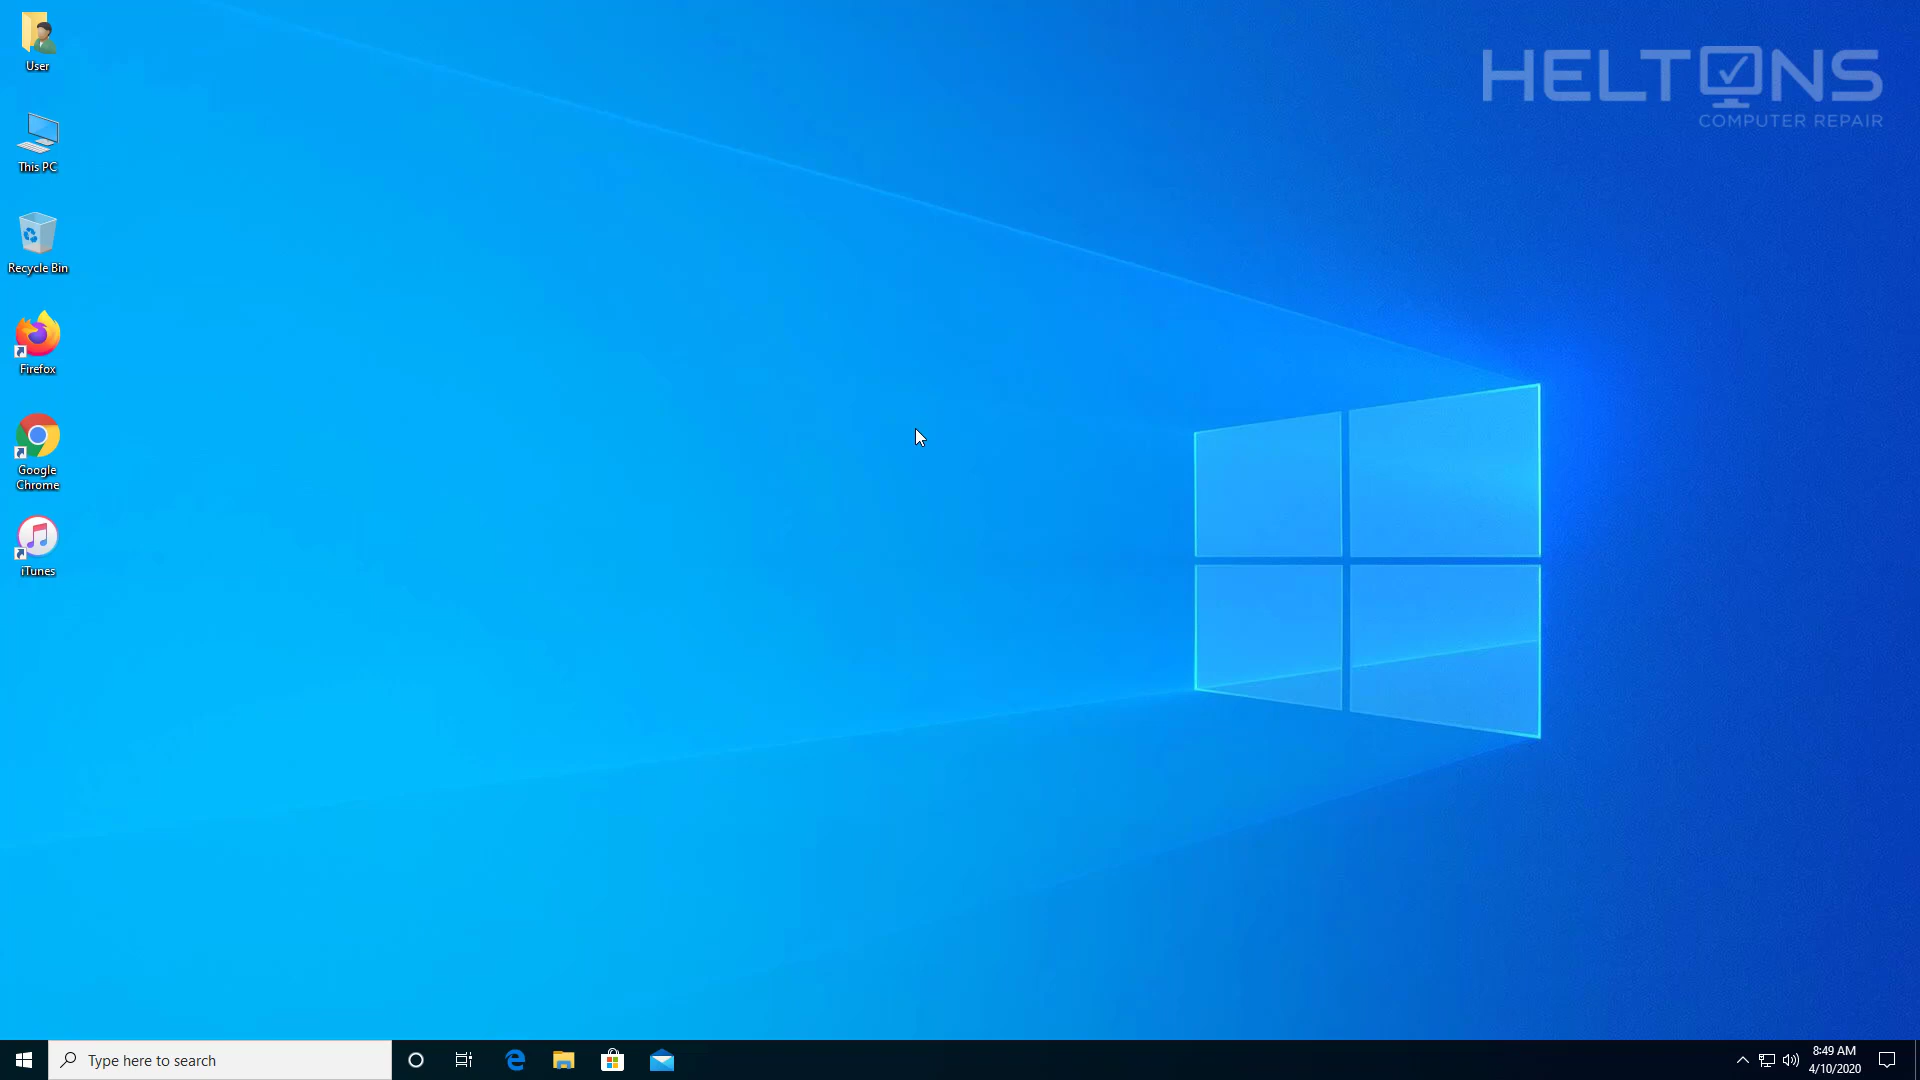 HELTONS
COMPUTER REPAIR
User
This PC
Recycle Bin
Firefox
Google
Chrome
iTunes
Type here to search
8:49 AM
4/10/2020